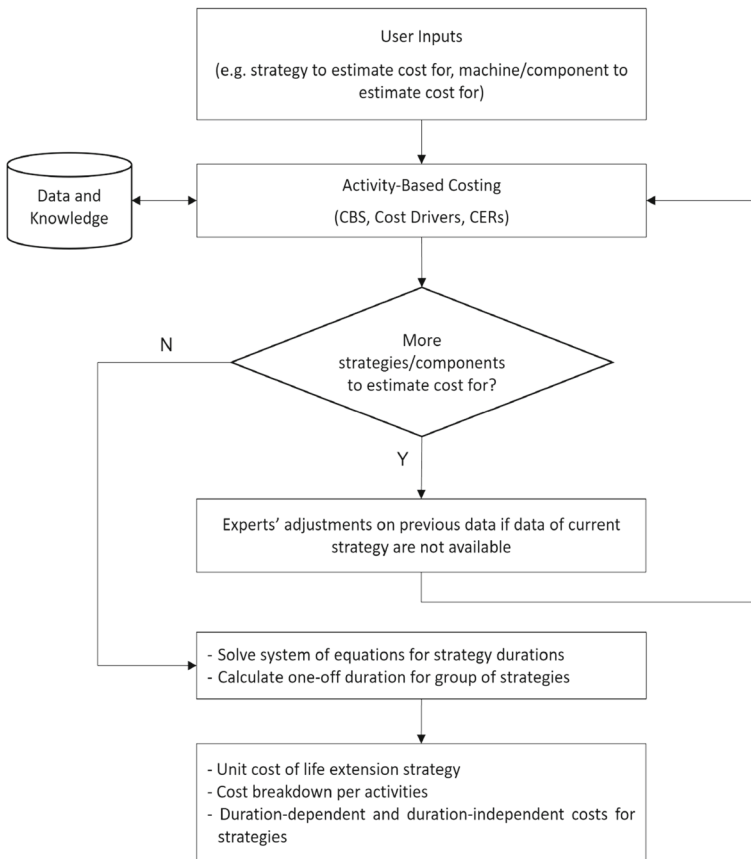 User Inputs
(e.g. strategy to estimate cost for, machine/component to
estimate cost for)
Data and
Knowledge
Activity-Based Costing
(CBS, Cost Drivers, CERs)
More
strategies/components
to estimate cost for?
N
Y
Experts’ adjustments on previous data if data of current
strategy are not available
- Solve system of equations for strategy durations
- Calculate one-off duration for group of strategies
- Unit cost of life extension strategy
- Cost breakdown per activities
- Duration-dependent and duration-independent costs for
strategies